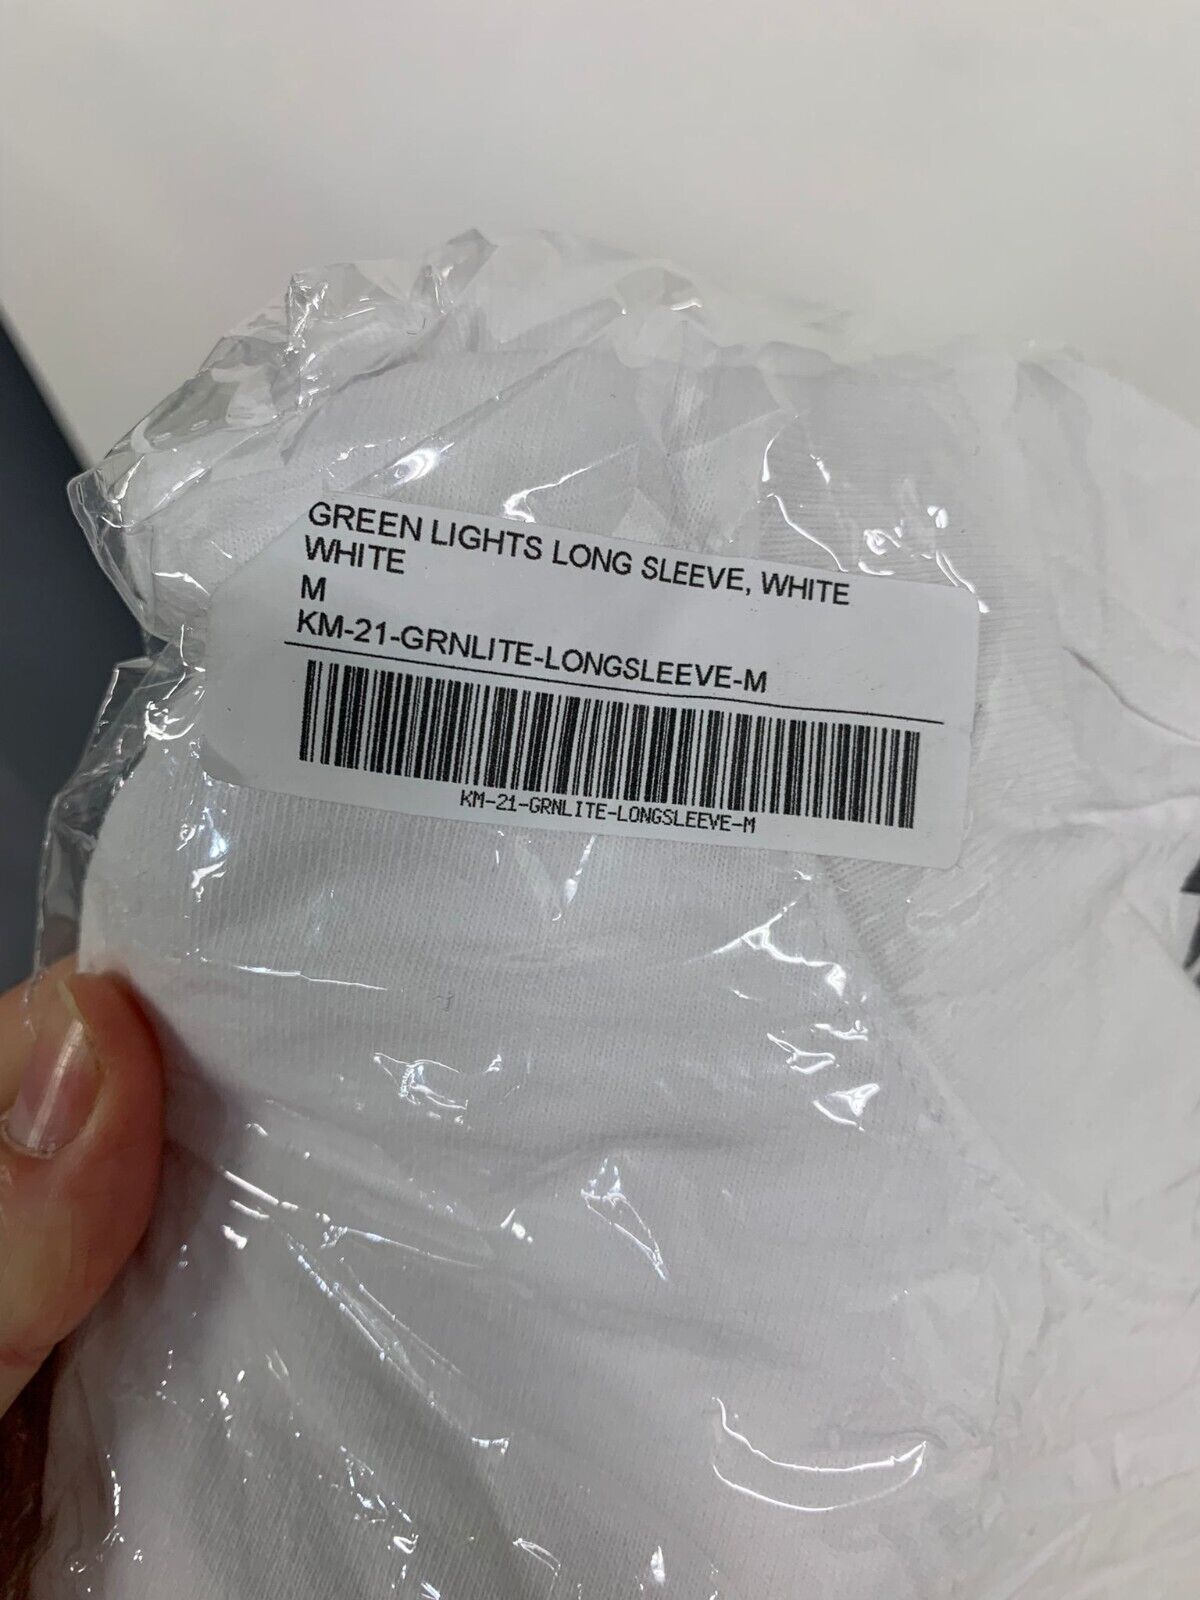 GREEN LIGHTS LONG SLEEVE, WHITE
WHITE
M
KM-21-GRNLITE-LONGSLEEVE-M
KM-21-GRNLITE-LONGSLEEVE-M